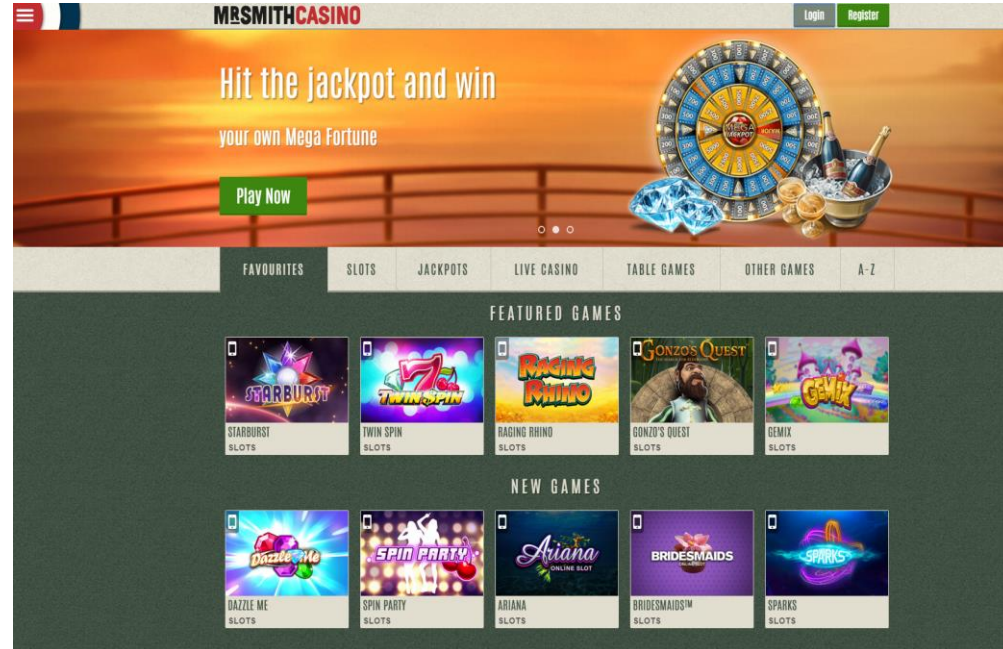 MRSMITHCASINO
Login
Register
Hit the jackpot and win
your own Mega Fortune
Play Now
MEGA
JACKPOT
FAVOURITES
SLOTS
JACKPOTS
LIVE CASINO
TABLE GAMES
OTHER GAMES
A-Z
FEATURED GAMES
STARBURST
TWIN SPIN
RAGING
RHINO
GONZO'S QUEST
GEMIX
STARBURST
TWIN SPIN
RAGING RHINO
GONZO'S QUEST
GEMIX
SLOTS
SLOTS
SLOTS
SLOTS
SLOTS
NEW GAMES
Dazzle Me
SPIN PARTY
Ariana
ONLINE SLOT
BRIDESMAIDS
SPARKS
DAZZLE ME
SPIN PARTY
ARIANA
BRIDESMAIDS™
SPARKS
SLOTS
SLOTS
SLOTS
SLOTS
SLOTS